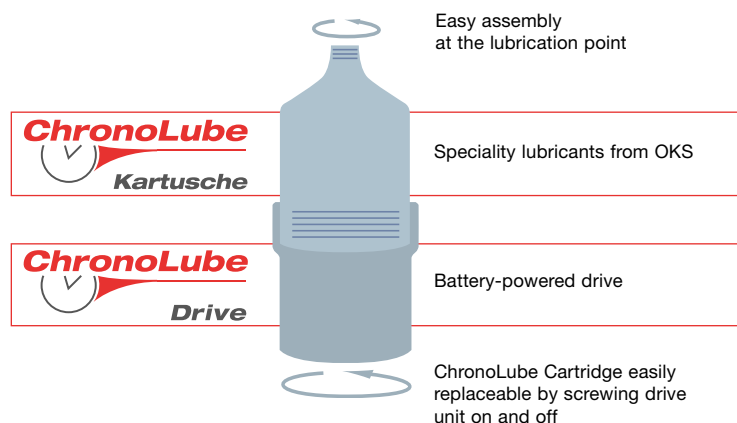 Easy assembly
at the lubrication point
ChronoLube
Kartusche
Speciality lubricants from OKS
ChronoLube
Drive
Battery-powered drive
ChronoLube Cartridge easily
replaceable by screwing drive
unit on and off